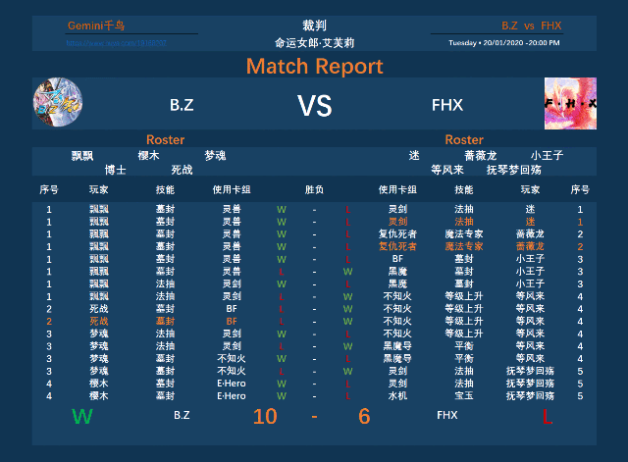 Gemini千鸟 裁判 B.Z vs FHX
命运女郎·艾芙莉 Tuesday • 20/01/2020 -20:00 PM
Match Report
B.Z VS FHX F·H·X
Roster Roster
飘飘 樱木 梦魂 迷 蔷薇龙 小王子
博士 死战 等风来 抚琴梦回殇
序号 玩家 技能 使用卡组 胜负 使用卡组 技能 玩家 序号
1 飘飘 墓封 灵兽 W - L 灵剑 法抽 迷 1
1 飘飘 墓封 灵兽 W - L 灵剑 法抽 迷 1
1 飘飘 墓封 灵兽 W - L 复仇死者 魔法专家 蔷薇龙 2
1 飘飘 墓封 灵兽 W - L 复仇死者 魔法专家 蔷薇龙 2
1 飘飘 墓封 灵兽 W - L BF 墓封 小王子 3
1 飘飘 墓封 灵兽 L - W 黑魔 墓封 小王子 3
1 飘飘 法抽 灵剑 W - L 黑魔 墓封 小王子 3
1 飘飘 法抽 灵剑 L - W 不知火 等级上升 等风来 4
2 死战 墓封 BF L - W 不知火 等级上升 等风来 4
2 死战 墓封 BF L - W 不知火 等级上升 等风来 4
3 梦魂 法抽 灵剑 W - L 不知火 等级上升 等风来 4
3 梦魂 法抽 灵剑 L - W 黑魔导 平衡 等风来 4
3 梦魂 墓封 不知火 W - L 黑魔导 平衡 等风来 4
3 梦魂 墓封 不知火 L - W 灵剑 法抽 抚琴梦回殇 5
4 樱木 墓封 E·Hero W - L 灵剑 法抽 抚琴梦回殇 5
4 樱木 墓封 E·Hero W - L 水机 宝玉 抚琴梦回殇 5
W B.Z 10 - 6 FHX L